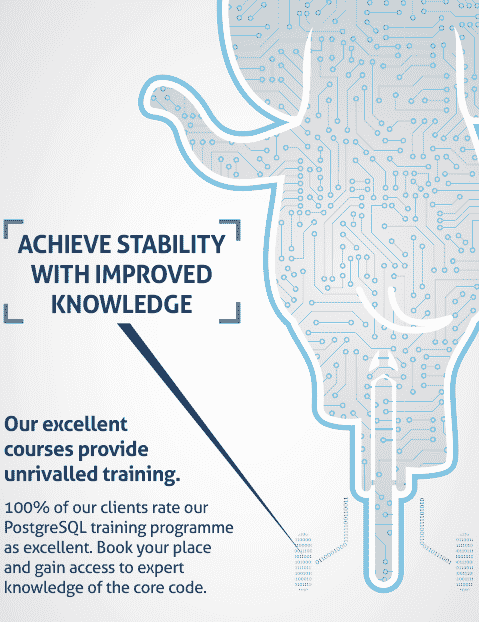 ACHIEVE STABILITY
WITH IMPROVED
KNOWLEDGE
Our excellent
courses provide
unrivalled training.
100% of our clients rate our
PostgreSQL training programme
as excellent. Book your place
and gain access to expert
knowledge of the core code.